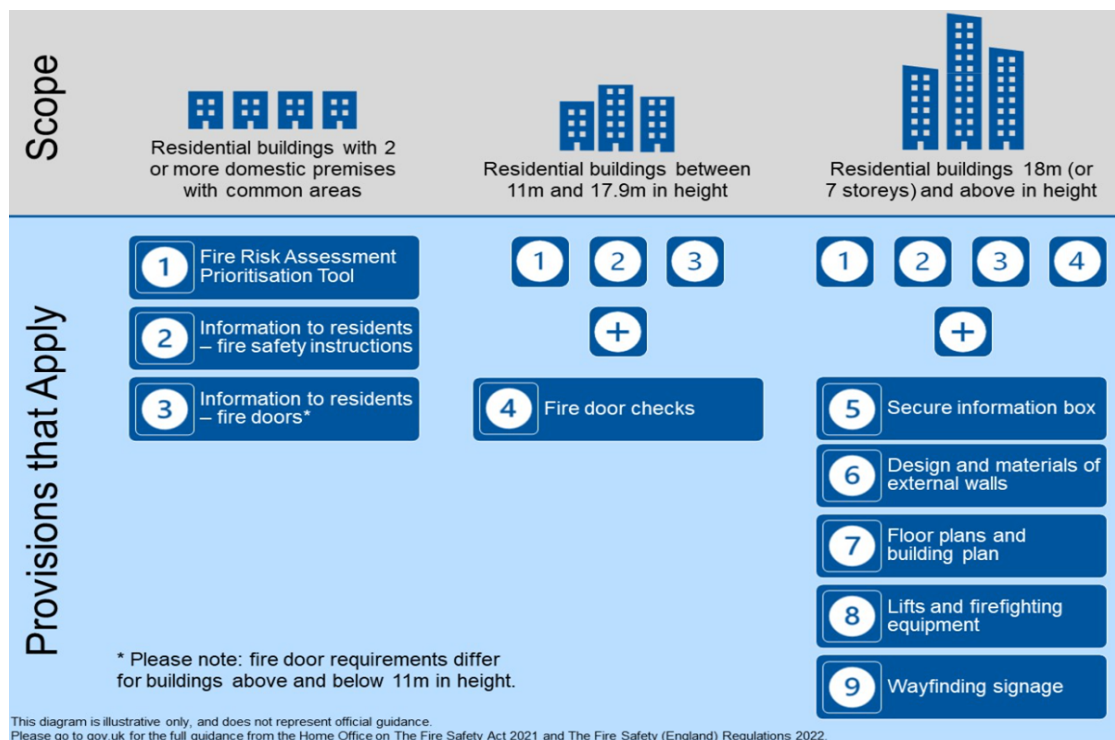 Scope
Residential buildings with 2
or more domestic premises
with common areas
Residential buildings between
11m and 17.9m in height
Residential buildings 18m (or
7 storeys) and above in height
Provisions that Apply
1 Fire Risk Assessment
Prioritisation Tool
2 Information to residents
– fire safety instructions
3 Information to residents
– fire doors*
1 2 3
+
4 Fire door checks
1 2 3 4
+
5 Secure information box
6 Design and materials of
external walls
7 Floor plans and
building plan
8 Lifts and firefighting
equipment
9 Wayfinding signage
* Please note: fire door requirements differ
for buildings above and below 11m in height.
This diagram is illustrative only, and does not represent official guidance.
Please go to gov.uk for the full guidance from the Home Office on The Fire Safety Act 2021 and The Fire Safety (England) Regulations 2022.